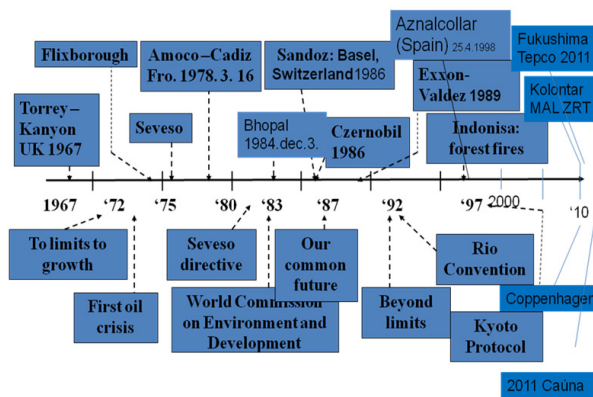 Flixborough
Amoco–Cadiz
Fro. 1978. 3. 16
Sandoz: Basel,
Switzerland 1986
Aznalcollar
(Spain) 25.4.1998
Fukushima
Tepco 2011
Torrey–
Kanyon
UK 1967
Seveso
Bhopal
1984.dec.3.
Czernobil
1986
Exxon-
Valdez 1989
Indonisa:
forest fires
Kolontar
MAL ZRT
1967
'72
'75
'80
'83
'87
'92
'97
2000
'10
To limits to
growth
First oil
crisis
Seveso
directive
World Commission
on Environment and
Development
Our
common
future
Beyond
limits
Rio
Convention
Kyoto
Protocol
Coppenhagen
2011 Caúna